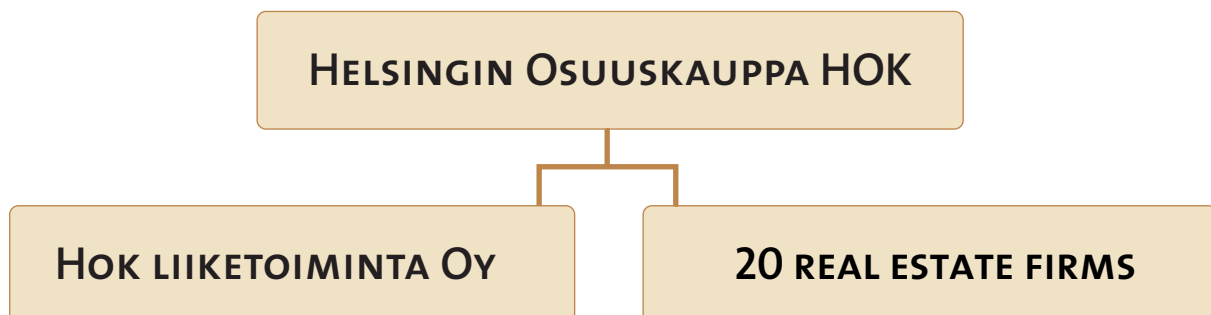 Helsingin Osuuskauppa HOK
Hok liiketoiminta Oy
20 real estate firms